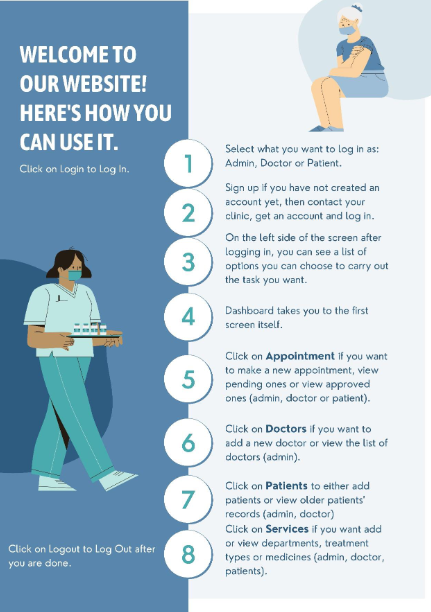 WELCOME TO
OUR WEBSITE!
HERE'S HOW YOU
CAN USE IT.
Click on Login to Log In.
1
Select what you want to log in as:
Admin, Doctor or Patient.
2
Sign up if you have not created an
account yet, then contact your
clinic, get an account and log in.
3
On the left side of the screen after
logging in, you can see a list of
options you can choose to carry out
the task you want.
4
Dashboard takes you to the first
screen itself.
5
Click on Appointment if you want
to make a new appointment, view
pending ones or view approved
ones (admin, doctor or patient).
6
Click on Doctors if you want to
add a new doctor or view the list of
doctors (admin).
7
Click on Patients to either add
patients or view older patients'
records (admin, doctor)
8
Click on Services if you want add
or view departments, treatment
types or medicines (admin, doctor,
patients).
Click on Logout to Log Out after
you are done.